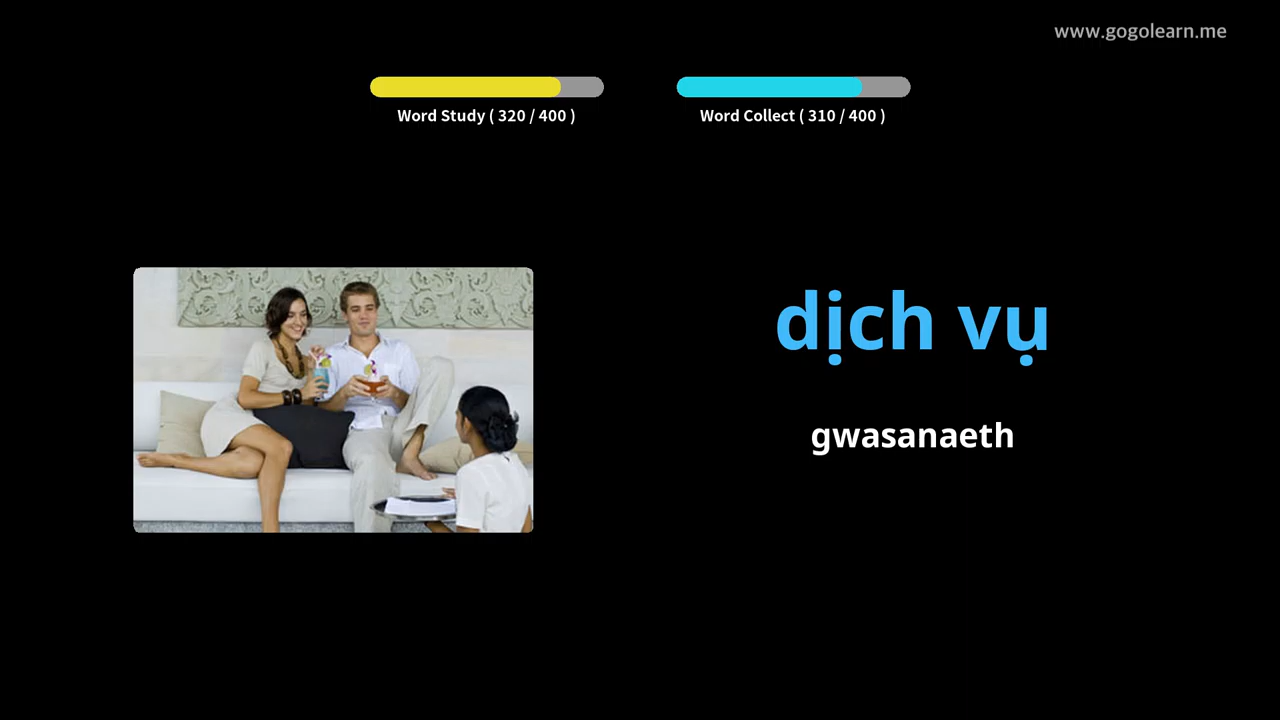 www.gogolearn.me
Word Study ( 320 / 400 )
Word Collect ( 310 / 400 )
dịch vụ
gwasanaeth